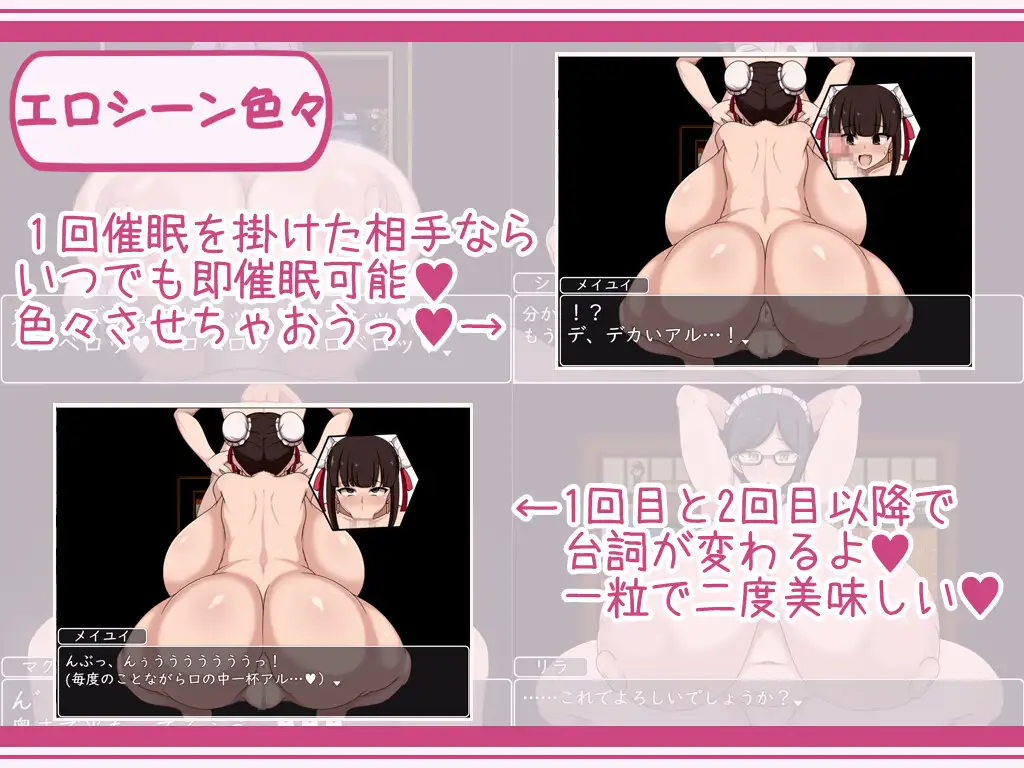 エロシーン色々
1回催眠を掛けた相手なら
いつでも即催眠可能♥
色々させちゃおうっ♥→
メイユイ
！？
デ、デカいアル…！
メイユイ
んぶっ、んぅうううううううっ！
(毎度のことながら口の中一杯アル…♥)
←1回目と2回目以降で
台詞が変わるよ♥
一粒で二度美味しい♥
リラ
……これでよろしいでしょうか？